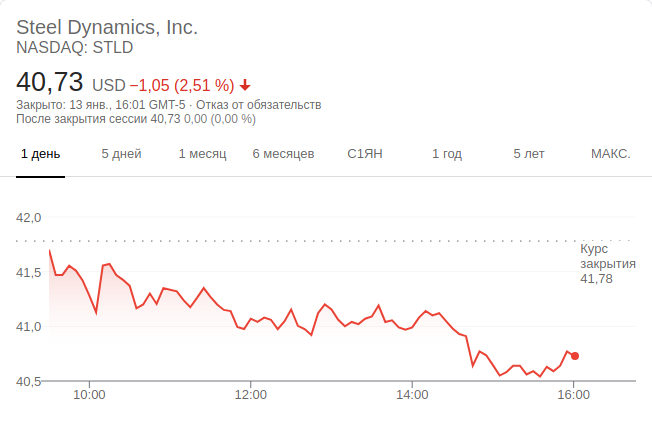 Steel Dynamics, Inc.
NASDAQ: STLD
40,73 USD −1,05 (2,51 %)
Закрыто: 13 янв., 16:01 GMT-5 · Отказ от обязательств
После закрытия сессии 40,73 0,00 (0,00 %)
1 день 5 дней 1 месяц 6 месяцев С1ЯН 1 год 5 лет МАКС.
42,0
Курс
закрытия
41,78
41,5
41,0
40,5
10:00 12:00 14:00 16:00